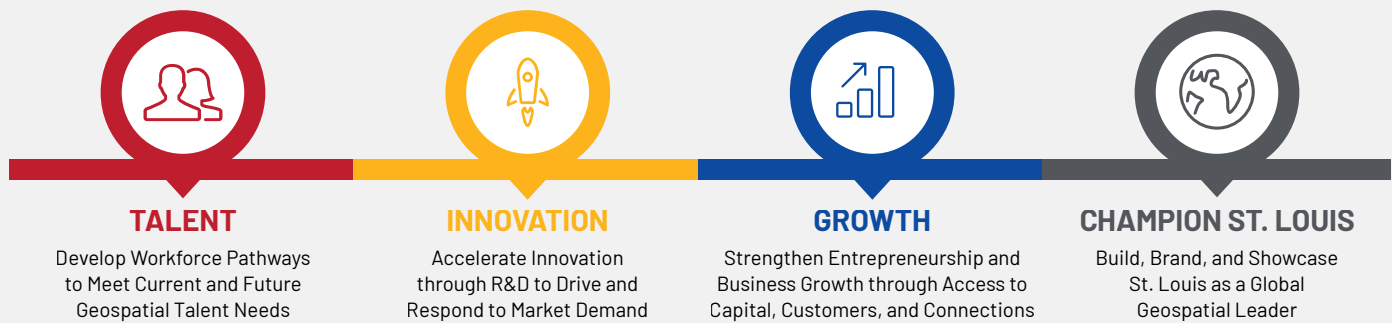 TALENT
Develop Workforce Pathways
to Meet Current and Future
Geospatial Talent Needs
INNOVATION
Accelerate Innovation
through R&D to Drive and
Respond to Market Demand
GROWTH
Strengthen Entrepreneurship and
Business Growth through Access to
Capital, Customers, and Connections
CHAMPION ST. LOUIS
Build, Brand, and Showcase
St. Louis as a Global
Geospatial Leader